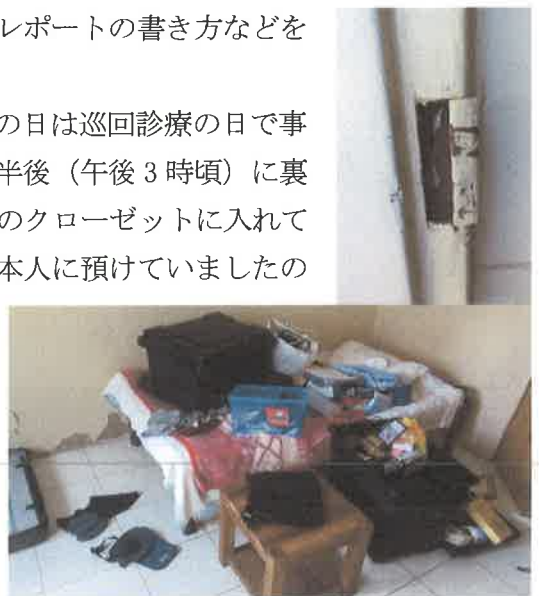 レポートの書き方などを
の日は巡回診療の日で事
半後（午後３時頃）に裏
のクローゼットに入れて
本人に預けていましたの